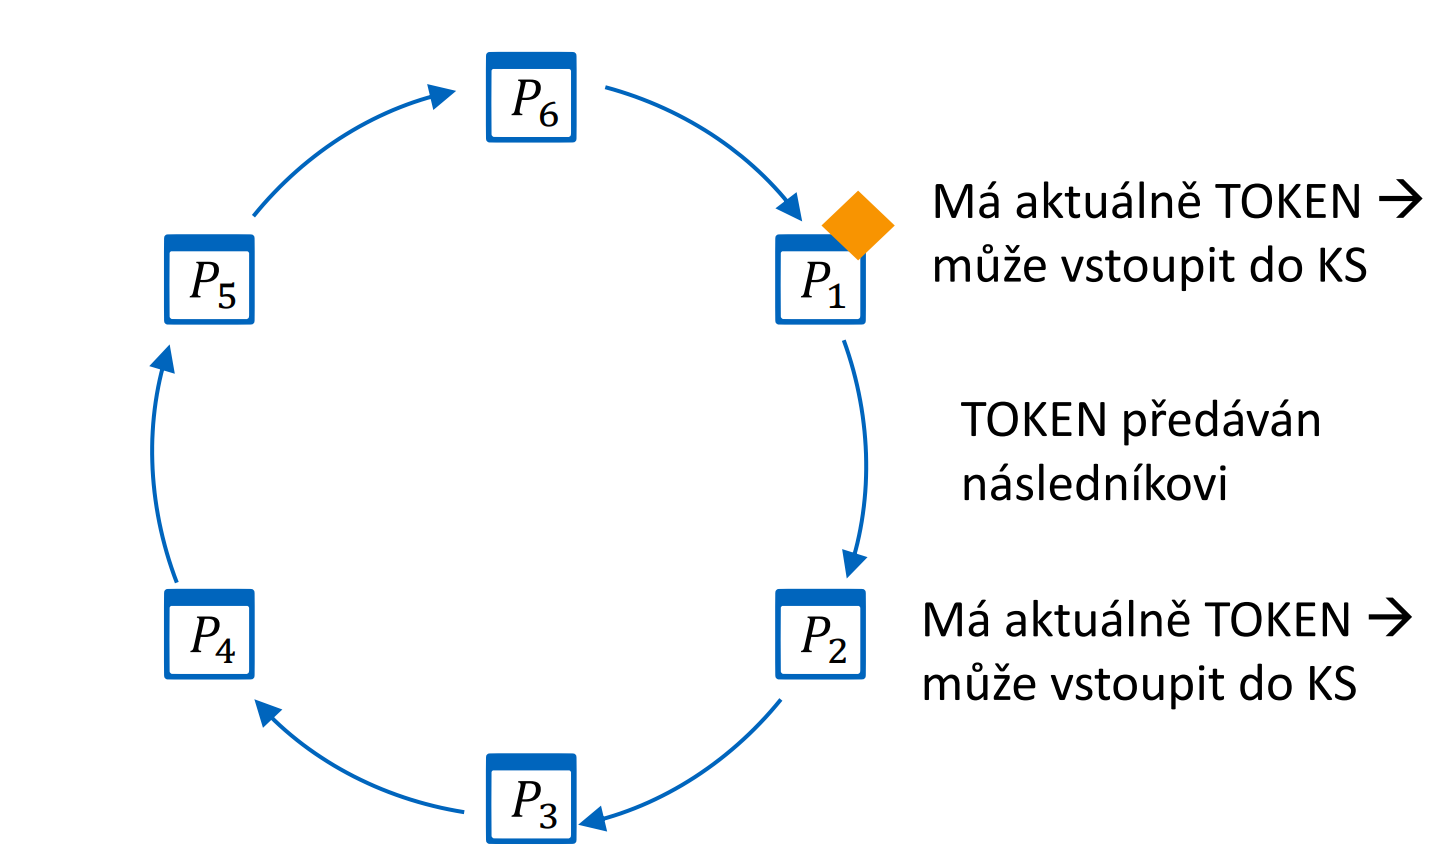 P₆
Má aktuálně TOKEN →
může vstoupit do KS
P₅
P₁
TOKEN předáván
následníkovi
Má aktuálně TOKEN →
může vstoupit do KS
P₄
P₂
P₃